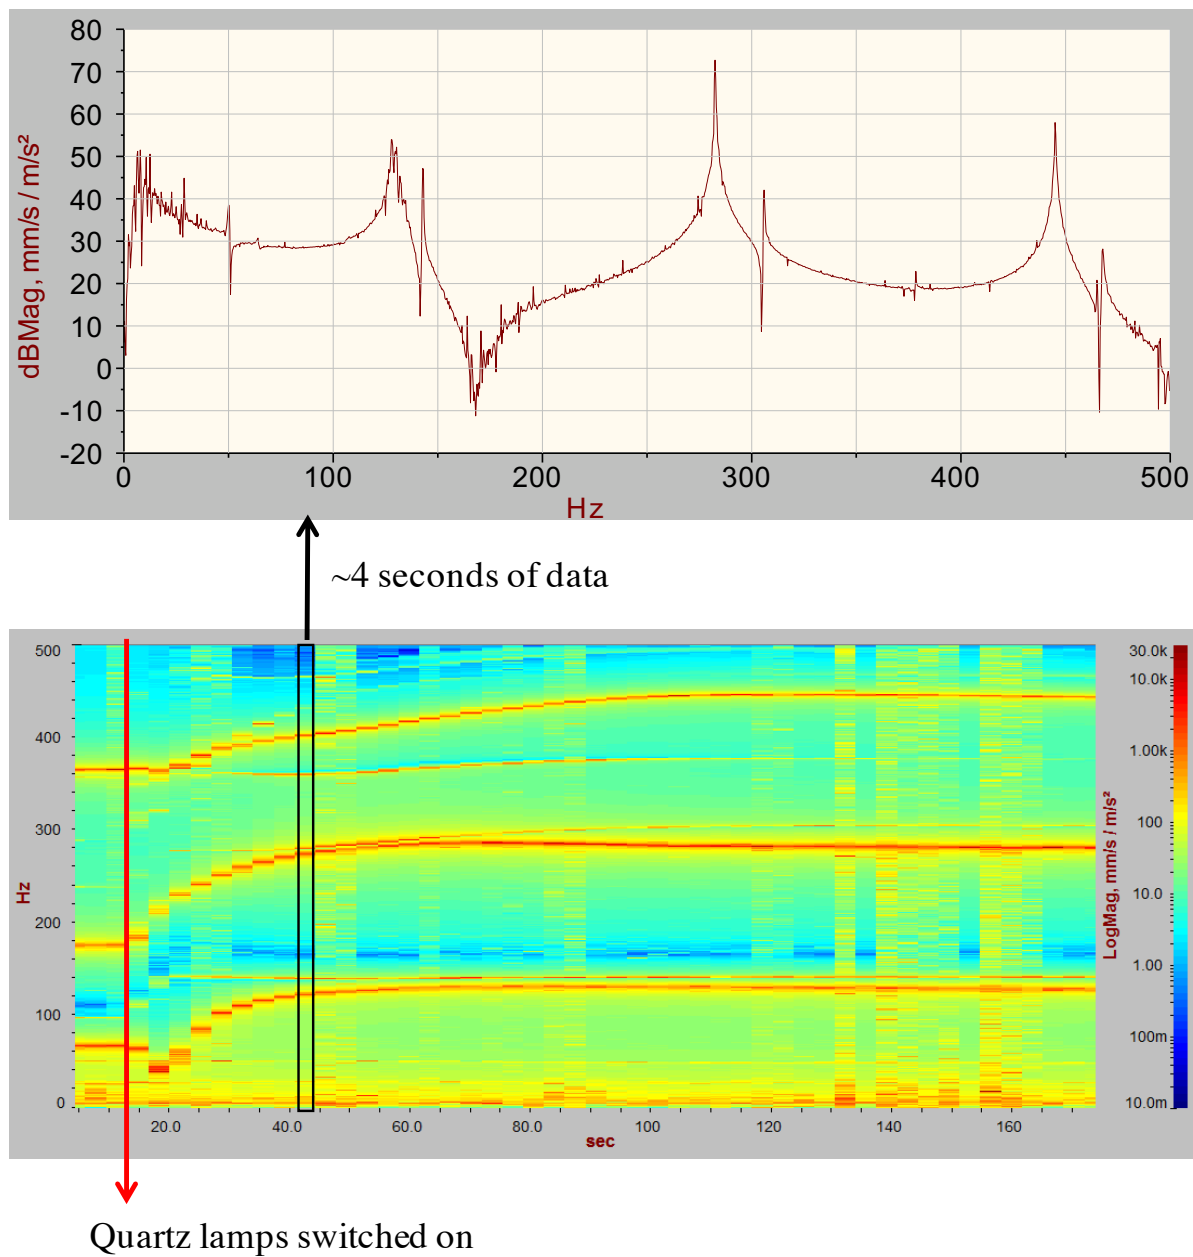 80
70
60
50
40
30
20
10
0
-10
-20
dBMag, mm/s / m/s²
0 100 200 300 400 500
Hz
~4 seconds of data
500
400
300
200
100
0
Hz
20.0 40.0 60.0 80.0 100 120 140 160
sec
30.0k
10.0k
1.00k
100
10.0
1.00
100m
10.0m
LogMag, mm/s / m/s²
Quartz lamps switched on